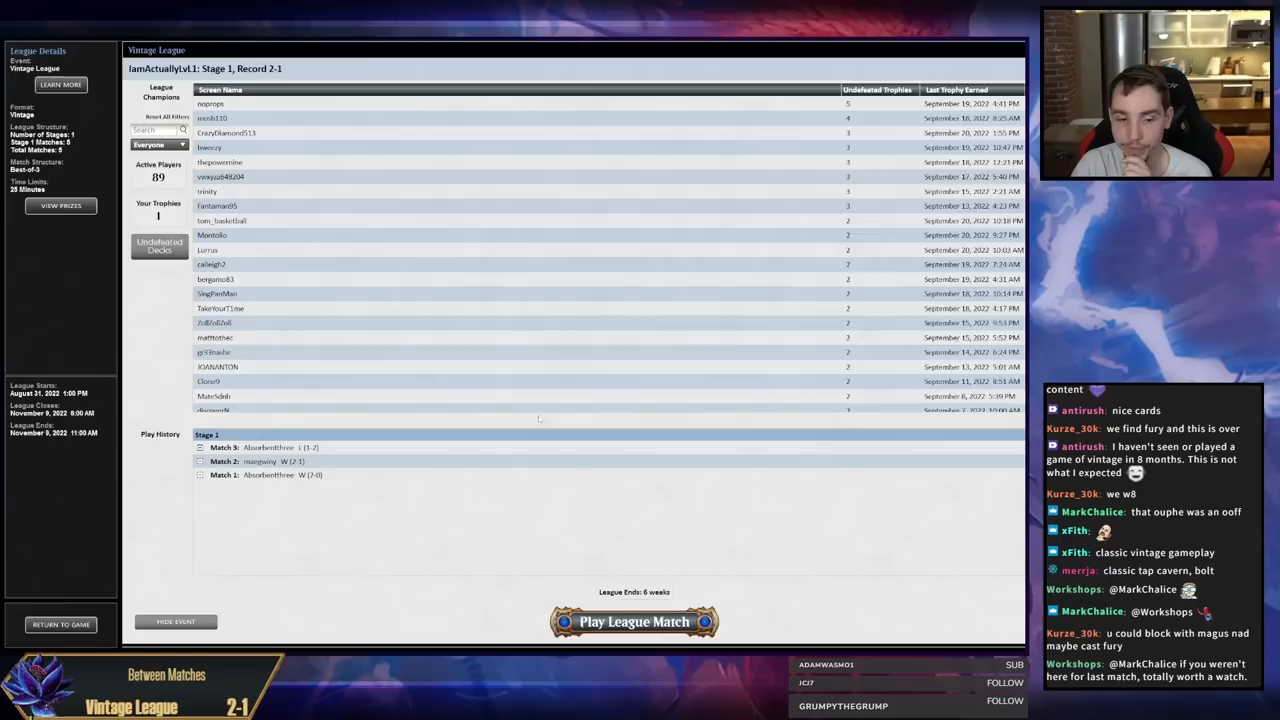 League Details
Event:
Vintage League
LEARN MORE
Format:
Vintage
League Structure:
Number of Stages: 1
Stage 1 Matches: 5
Total Matches: 5
Match Structure:
Best-of-3
Time Limits:
25 Minutes
VIEW PRIZES
League Starts:
August 31, 2022 1:00 PM
League Closes:
November 9, 2022 6:00 AM
League Ends:
November 9, 2022 11:00 AM
RETURN TO GAME
Vintage League
IamActuallyLvL1: Stage 1, Record 2-1
League Champions
Reset All Filters
Search
Everyone
Active Players
89
Your Trophies
1
Undefeated Decks
Screen Name Undefeated Trophies Last Trophy Earned
noprops 5 September 19, 2022 4:41 PM
mosh110 4 September 18, 2022 8:25 AM
CrazyDiamond513 3 September 20, 2022 1:55 PM
bweezy 3 September 19, 2022 10:47 PM
thepowernine 3 September 18, 2022 12:21 PM
vwxyza648204 3 September 17, 2022 5:40 PM
trinity 3 September 15, 2022 2:21 AM
Fantaman95 3 September 13, 2022 4:23 PM
tom_basketball 2 September 20, 2022 10:18 PM
Montolio 2 September 20, 2022 9:27 PM
Lurrus 2 September 20, 2022 10:03 AM
calleigh2 2 September 19, 2022 7:24 AM
bergamo83 2 September 19, 2022 4:31 AM
SingPanMan 2 September 18, 2022 10:14 PM
TakeYourT1me 2 September 18, 2022 4:17 PM
ZollZollZoll 2 September 15, 2022 9:53 PM
matttothec 2 September 15, 2022 5:52 PM
2 September 14, 2022 6:24 PM
JOANANTON 2 September 13, 2022 5:01 AM
Clone9 2 September 11, 2022 8:51 AM
MateSdnb 2 September 8, 2022 5:39 PM
Play History
Stage 1
Match 3: Absorbentthree L (1-2)
Match 2: maegwiny W (2-1)
Match 1: Absorbentthree W (2-0)
League Ends: 6 weeks
HIDE EVENT
Play League Match
content
antirush: nice cards
Kurze_30k: we find fury and this is over
antirush: I haven't seen or played a
game of vintage in 8 months. This is not
what I expected
Kurze_30k: we w8
MarkChalice: that ouphe was an ooff
xFith:
xFith: classic vintage gameplay
merrja: classic tap cavern, bolt
Workshops: @MarkChalice
MarkChalice: @Workshops
Kurze_30k: u could block with magus nad
maybe cast fury
Workshops: @MarkChalice if you weren't
here for last match, totally worth a watch.
Between Matches
Vintage League 2-1
ADAMWASMO1 SUB
JCJ7 FOLLOW
GRUMPYTHEGRUMP FOLLOW